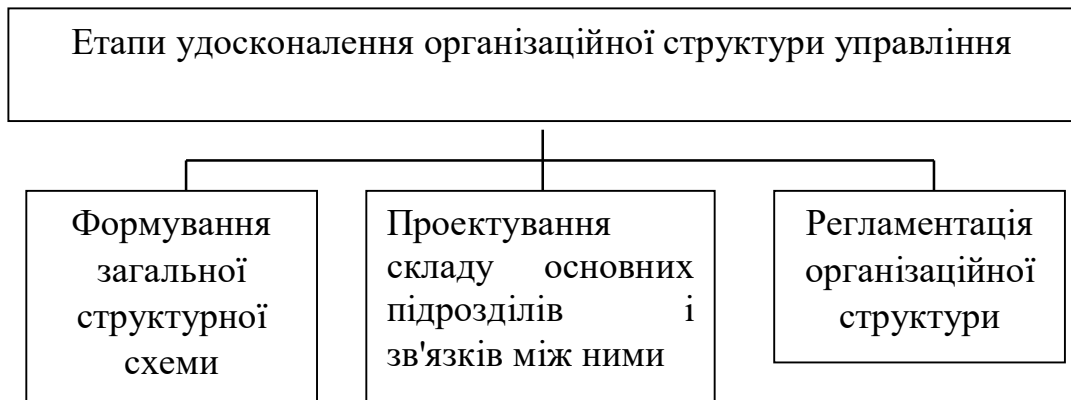 Етапи удосконалення організаційної структури управління
Формування
загальної
структурної
схеми
Проектування
складу основних
підрозділів і
зв'язків між ними
Регламентація
організаційної
структури